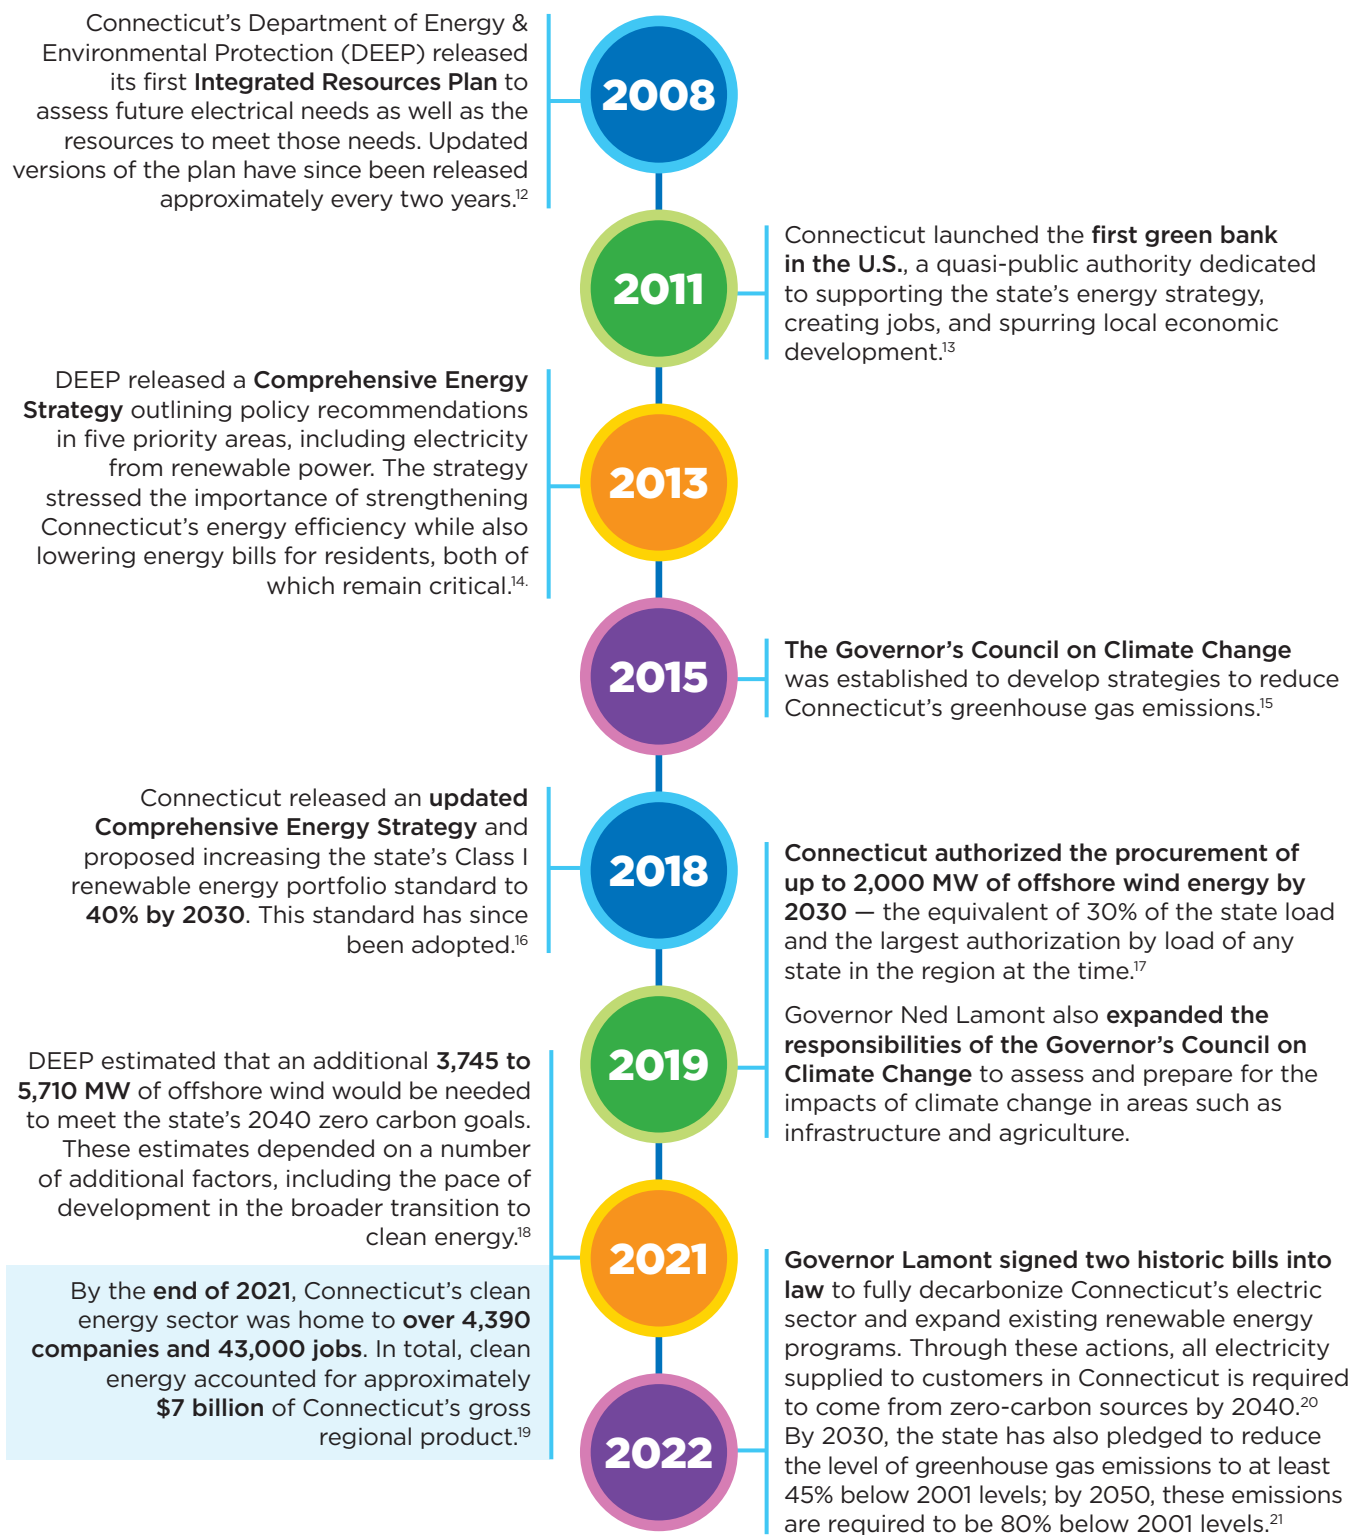 Connecticut’s Department of Energy &
Environmental Protection (DEEP) released
its first Integrated Resources Plan to
assess future electrical needs as well as the
resources to meet those needs. Updated
versions of the plan have since been released
approximately every two years.12
2008
2011
Connecticut launched the first green bank
in the U.S., a quasi-public authority dedicated
to supporting the state’s energy strategy,
creating jobs, and spurring local economic
development.13
DEEP released a Comprehensive Energy
Strategy outlining policy recommendations
in five priority areas, including electricity
from renewable power. The strategy
stressed the importance of strengthening
Connecticut’s energy efficiency while also
lowering energy bills for residents, both of
which remain critical.14.
2013
2015
The Governor’s Council on Climate Change
was established to develop strategies to reduce
Connecticut’s greenhouse gas emissions.15
Connecticut released an updated
Comprehensive Energy Strategy and
proposed increasing the state’s Class I
renewable energy portfolio standard to
40% by 2030. This standard has since
been adopted.16
2018
2019
Connecticut authorized the procurement of
up to 2,000 MW of offshore wind energy by
2030 — the equivalent of 30% of the state load
and the largest authorization by load of any
state in the region at the time.17
Governor Ned Lamont also expanded the
responsibilities of the Governor’s Council on
Climate Change to assess and prepare for the
impacts of climate change in areas such as
infrastructure and agriculture.
DEEP estimated that an additional 3,745 to
5,710 MW of offshore wind would be needed
to meet the state’s 2040 zero carbon goals.
These estimates depended on a number
of additional factors, including the pace of
development in the broader transition to
clean energy.18
By the end of 2021, Connecticut’s clean
energy sector was home to over 4,390
companies and 43,000 jobs. In total, clean
energy accounted for approximately
$7 billion of Connecticut’s gross
regional product.19
2021
2022
Governor Lamont signed two historic bills into
law to fully decarbonize Connecticut’s electric
sector and expand existing renewable energy
programs. Through these actions, all electricity
supplied to customers in Connecticut is required
to come from zero-carbon sources by 2040.20
By 2030, the state has also pledged to reduce
the level of greenhouse gas emissions to at least
45% below 2001 levels; by 2050, these emissions
are required to be 80% below 2001 levels.21